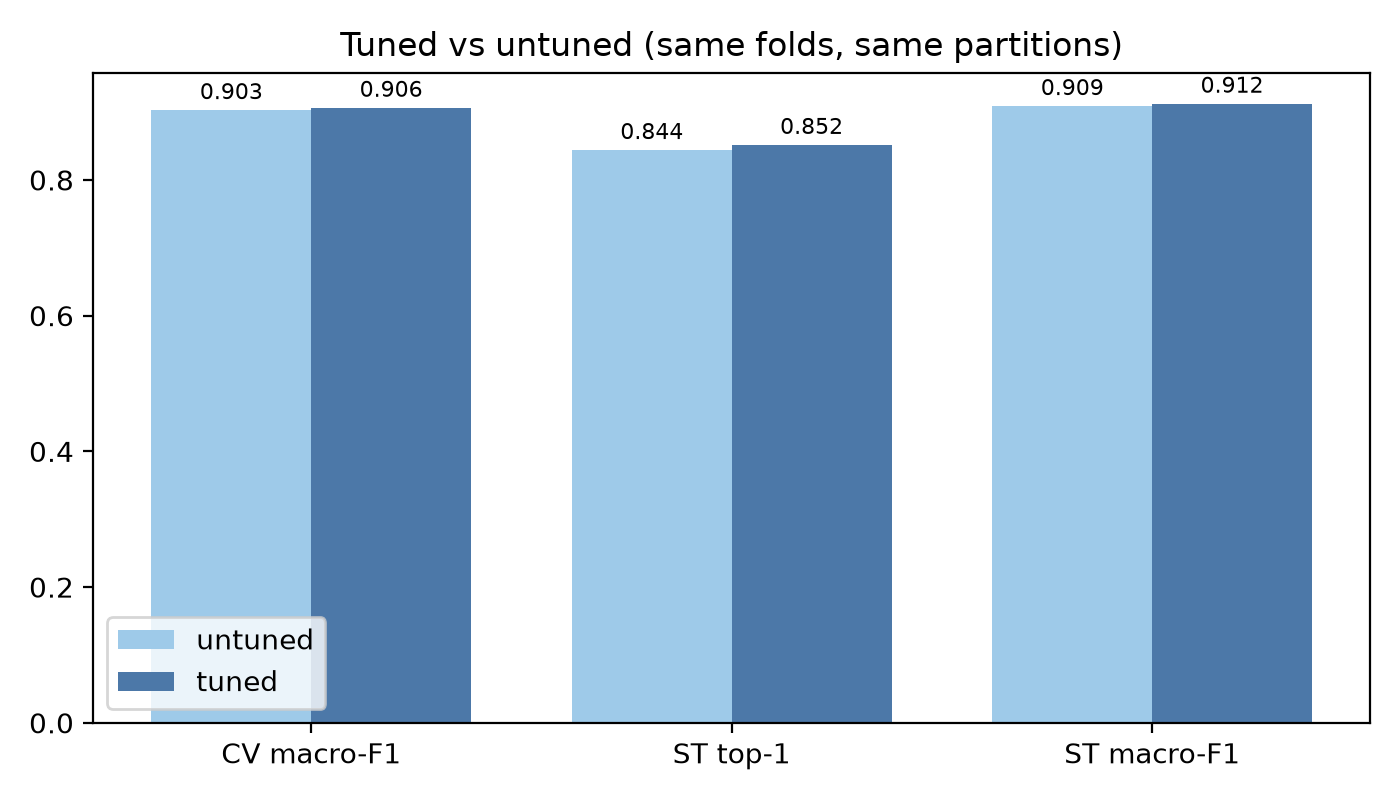 Tuned vs untuned (same folds, same partitions)
0.903
0.906
0.844
0.852
0.909
0.912
0.8
0.6
0.4
0.2
0.0
untuned
tuned
CV macro-F1
ST top-1
ST macro-F1